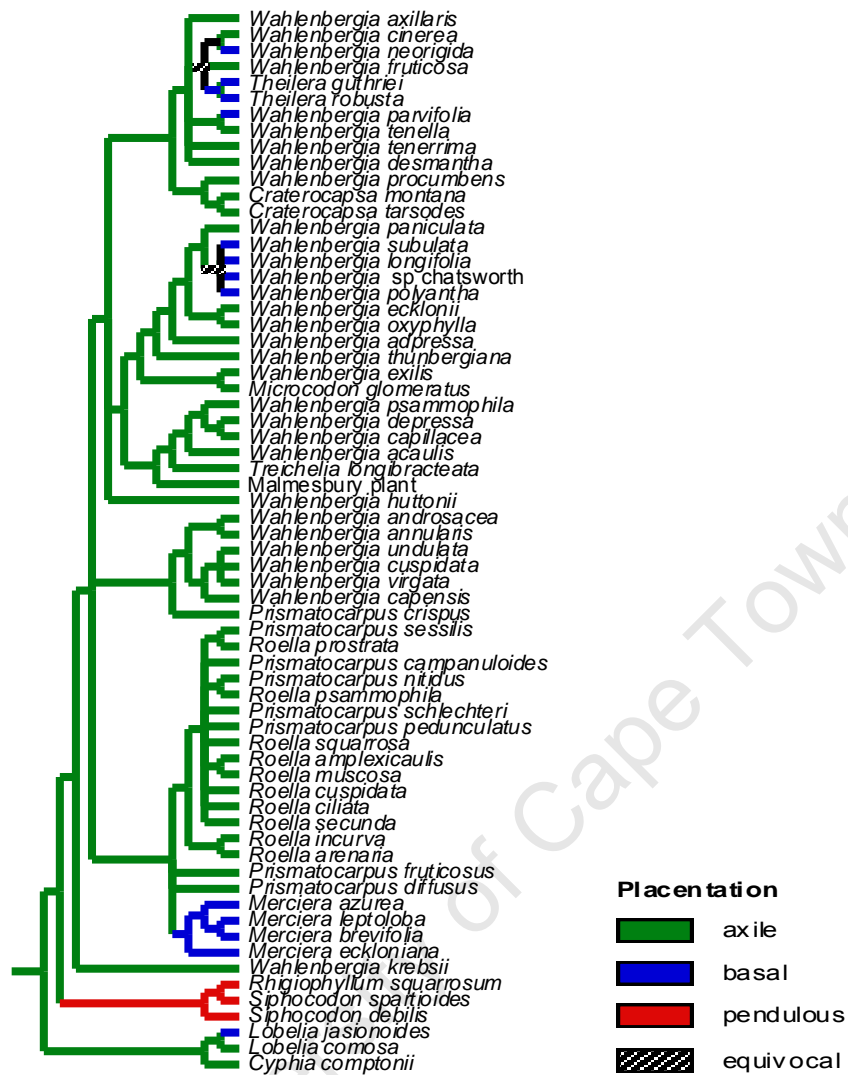 Wahlenbergia axillaris
Wahlenbergia cinerea
Wahlenbergia neorigida
Wahlenbergia fruticosa
Theilera guthriei
Theilera robusta
Wahlenbergia parvifolia
Wahlenbergia tenella
Wahlenbergia tenerrima
Wahlenbergia desmantha
Wahlenbergia procumbens
Craterocapsa montana
Craterocapsa tarsodes
Wahlenbergia paniculata
Wahlenbergia subulata
Wahlenbergia longifolia
Wahlenbergia sp chatsworth
Wahlenbergia polyantha
Wahlenbergia ecklonii
Wahlenbergia oxyphylla
Wahlenbergia adpressa
Wahlenbergia thunbergiana
Wahlenbergia exilis
Microcodon glomeratus
Wahlenbergia psammophila
Wahlenbergia depressa
Wahlenbergia capillacea
Wahlenbergia acaulis
Treichelia longibracteata
Malmesbury plant
Wahlenbergia huttonii
Wahlenbergia androsacea
Wahlenbergia annularis
Wahlenbergia undulata
Wahlenbergia cuspidata
Wahlenbergia virgata
Wahlenbergia capensis
Prismatocarpus crispus
Prismatocarpus sessilis
Roella prostrata
Prismatocarpus campanuloides
Prismatocarpus nitidus
Roella psammophila
Prismatocarpus schlechteri
Prismatocarpus pedunculatus
Roella squarrosa
Roella amplexicaulis
Roella muscosa
Roella cuspidata
Roella ciliata
Roella secunda
Roella incurva
Roella arenaria
Prismatocarpus fruticosus
Prismatocarpus diffusus
Merciera azurea
Merciera leptoloba
Merciera brevifolia
Merciera eckloniana
Wahlenbergia krebsii
Rhigiophyllum squarrosum
Siphocodon spartioides
Siphocodon debilis
Lobelia jasionoides
Lobelia comosa
Cyphia comptonii
Placentation
axile
basal
pendulous
equivocal
of Cape Town